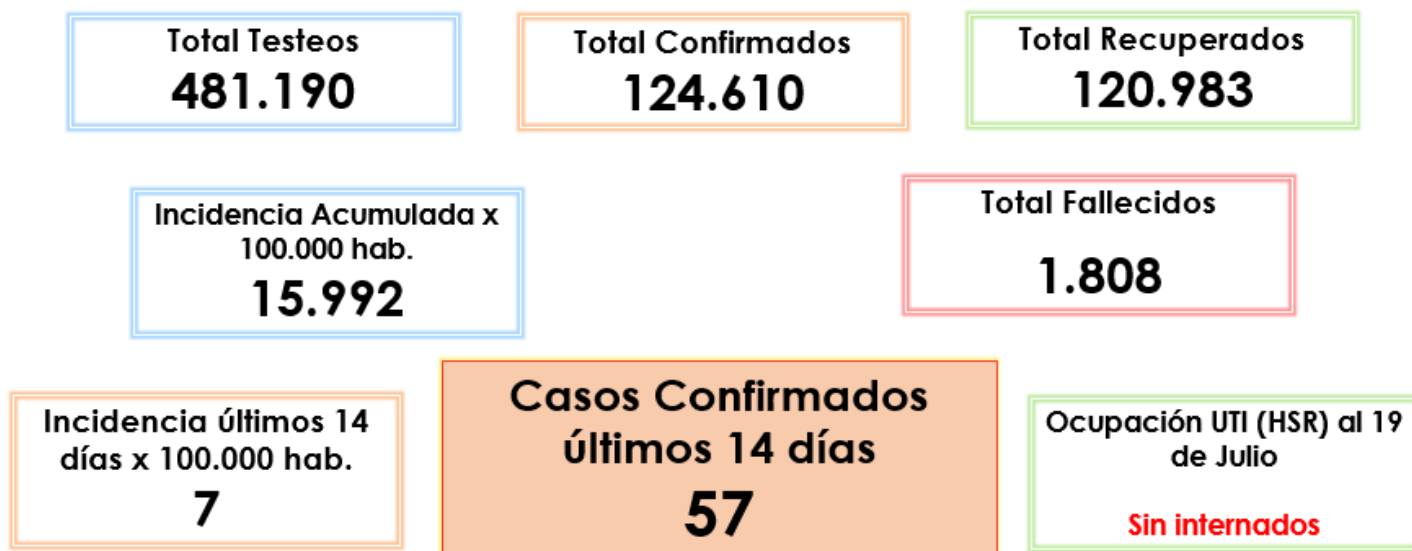 Total Testeos
481.190
Total Confirmados
124.610
Total Recuperados
120.983
Incidencia Acumulada x
100.000 hab.
15.992
Total Fallecidos
1.808
Incidencia últimos 14
días x 100.000 hab.
7
Casos Confirmados
últimos 14 días
57
Ocupación UTI (HSR) al 19
de Julio
Sin internados